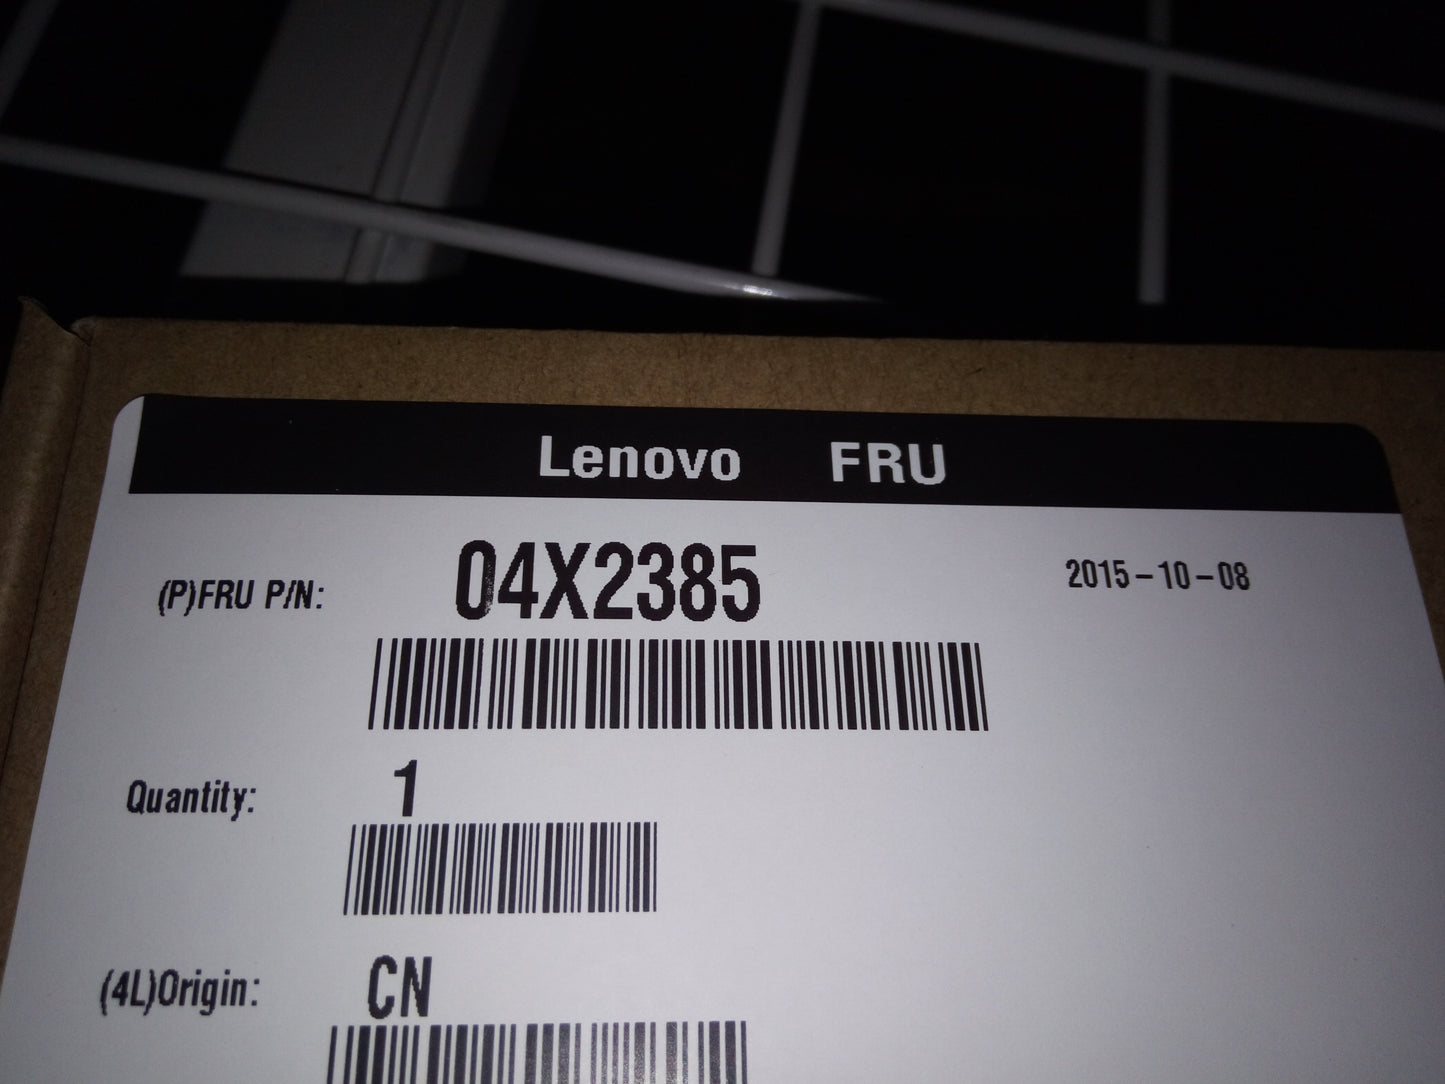 Lenovo FRU
(P)FRU P/N: 04X2385 2015-10-08
Quantity: 1
(4L)Origin: CN